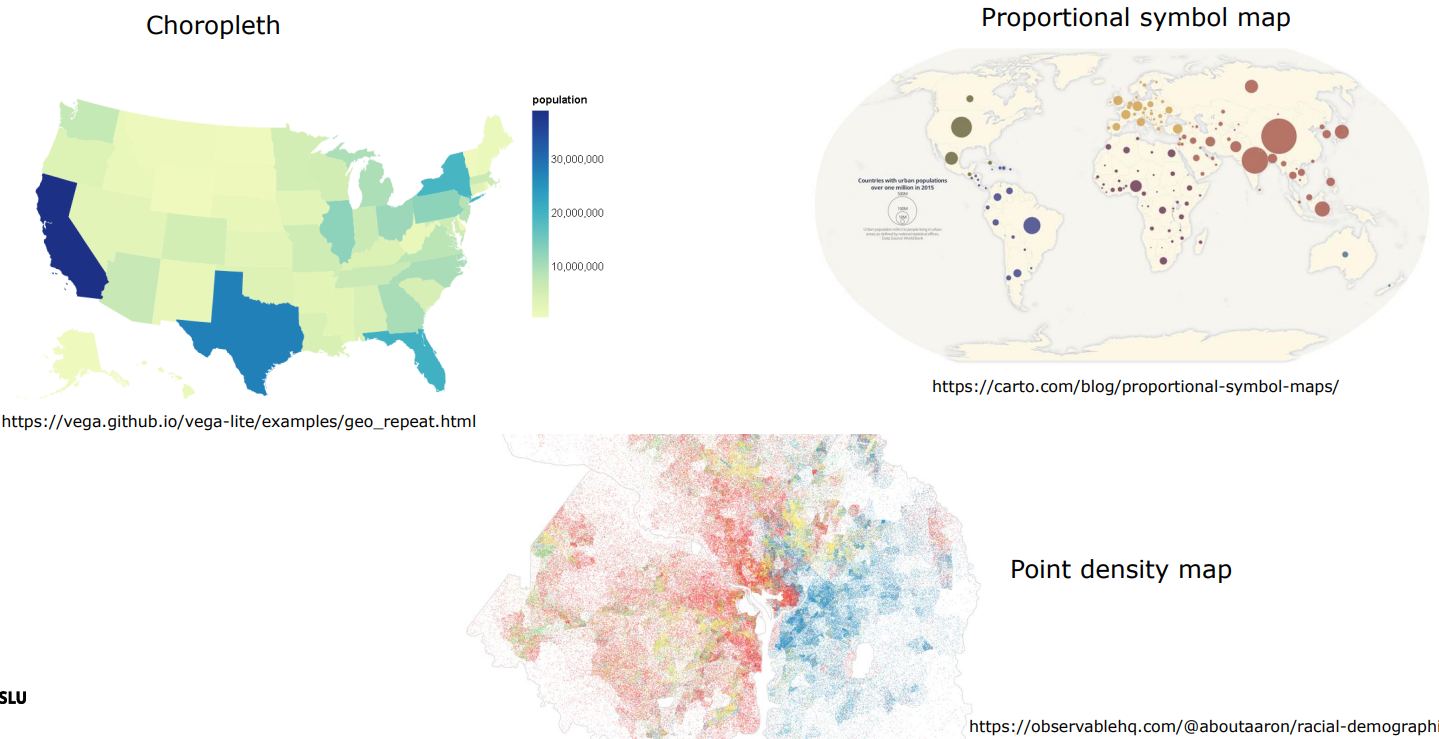 Choropleth
population
30,000,000
20,000,000
10,000,000
https://vega.github.io/vega-lite/examples/geo_repeat.html
Proportional symbol map
Countries with urban populations
over one million in 2015
https://carto.com/blog/proportional-symbol-maps/
Point density map
SLU
https://observablehq.com/@aboutaaron/racial-demographi